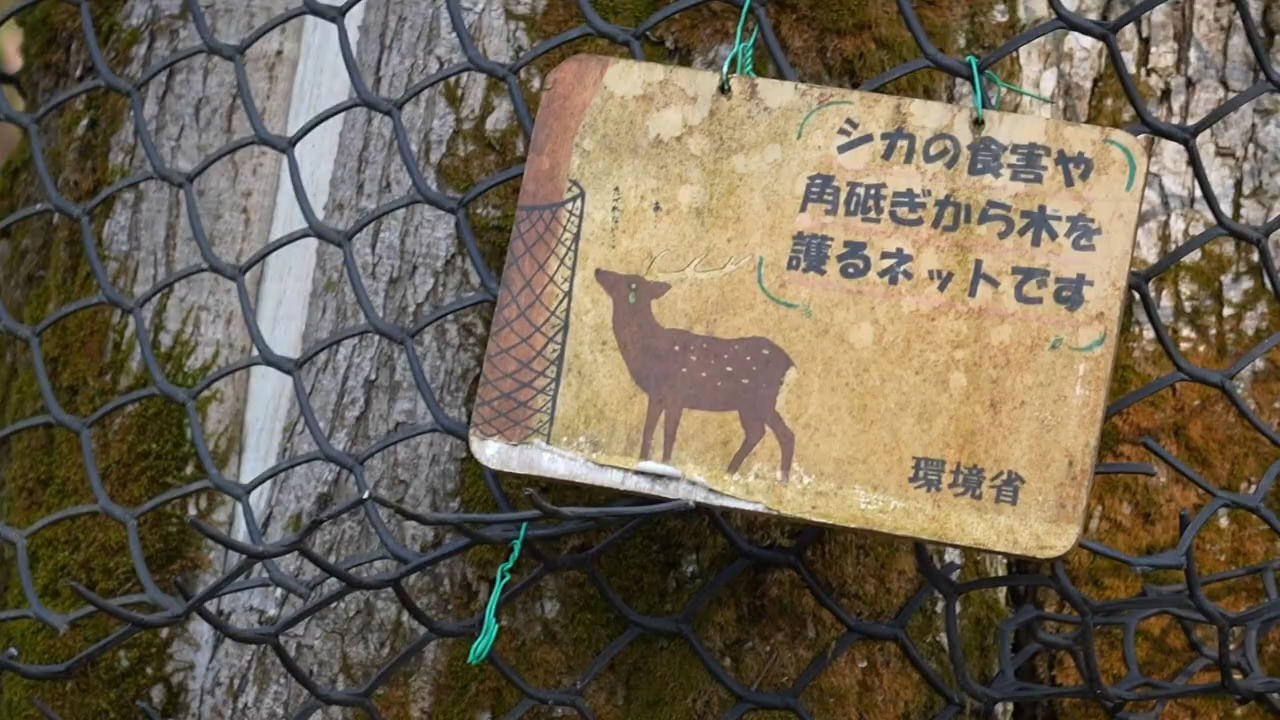 シカの食害や
角砥ぎから木を
護るネットです
環境省